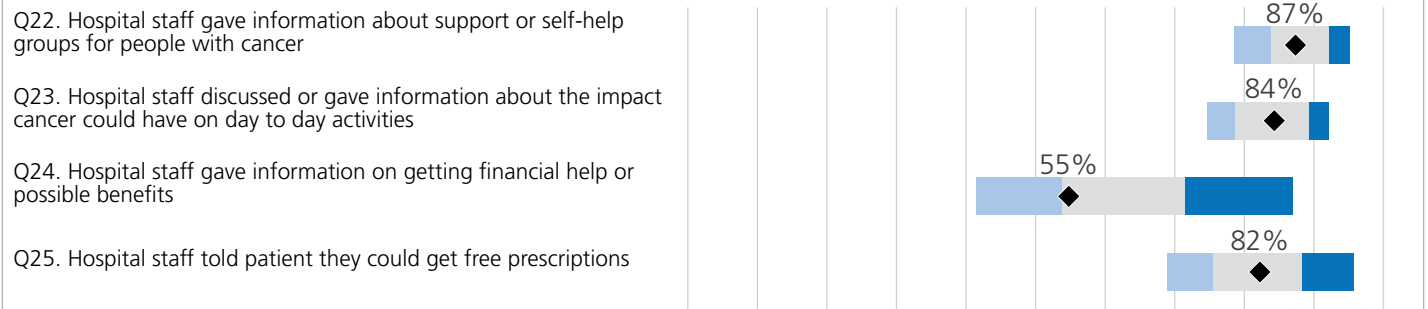 Q22. Hospital staff gave information about support or self-help
groups for people with cancer
87%
Q23. Hospital staff discussed or gave information about the impact
cancer could have on day to day activities
84%
Q24. Hospital staff gave information on getting financial help or
possible benefits
55%
Q25. Hospital staff told patient they could get free prescriptions
82%